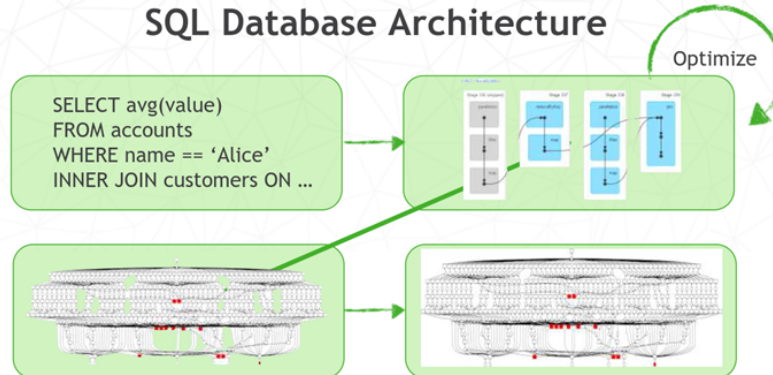 SQL Database Architecture
Optimize
SELECT avg(value)
FROM accounts
WHERE name == ‘Alice’
INNER JOIN customers ON …